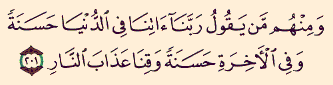 وَمِنْهُم مَّن يَقُولُ رَبَّنَآ ءَاتِنَا فِى ٱلدُّنْيَا حَسَنَةً
وَفِى ٱلْأَخِرَةِ حَسَنَةً وَقِنَا عَذَابَ ٱلنَّارِ ٢٠١